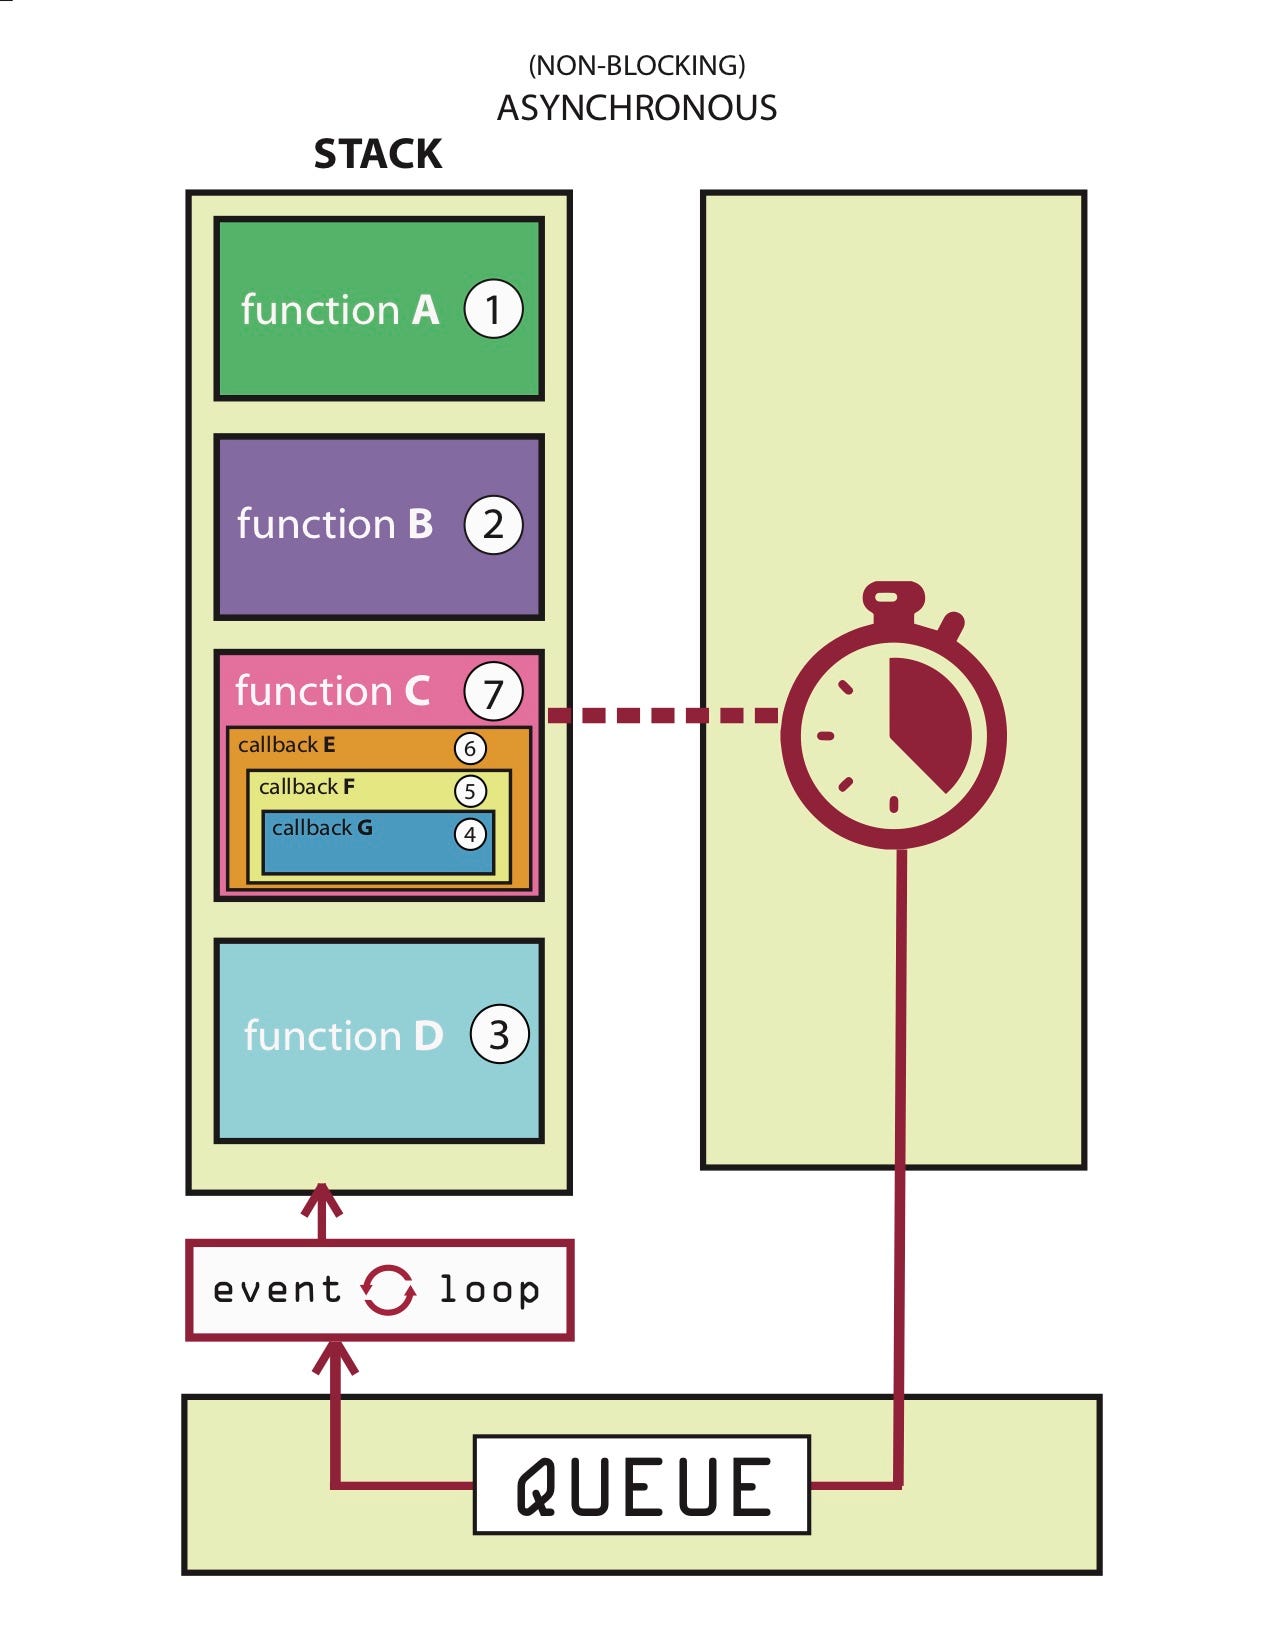 (NON-BLOCKING)
ASYNCHRONOUS
STACK
function A 1
function B 2
function C 7
callback E 6
callback F 5
callback G 4
function D 3
event loop
QUEUE